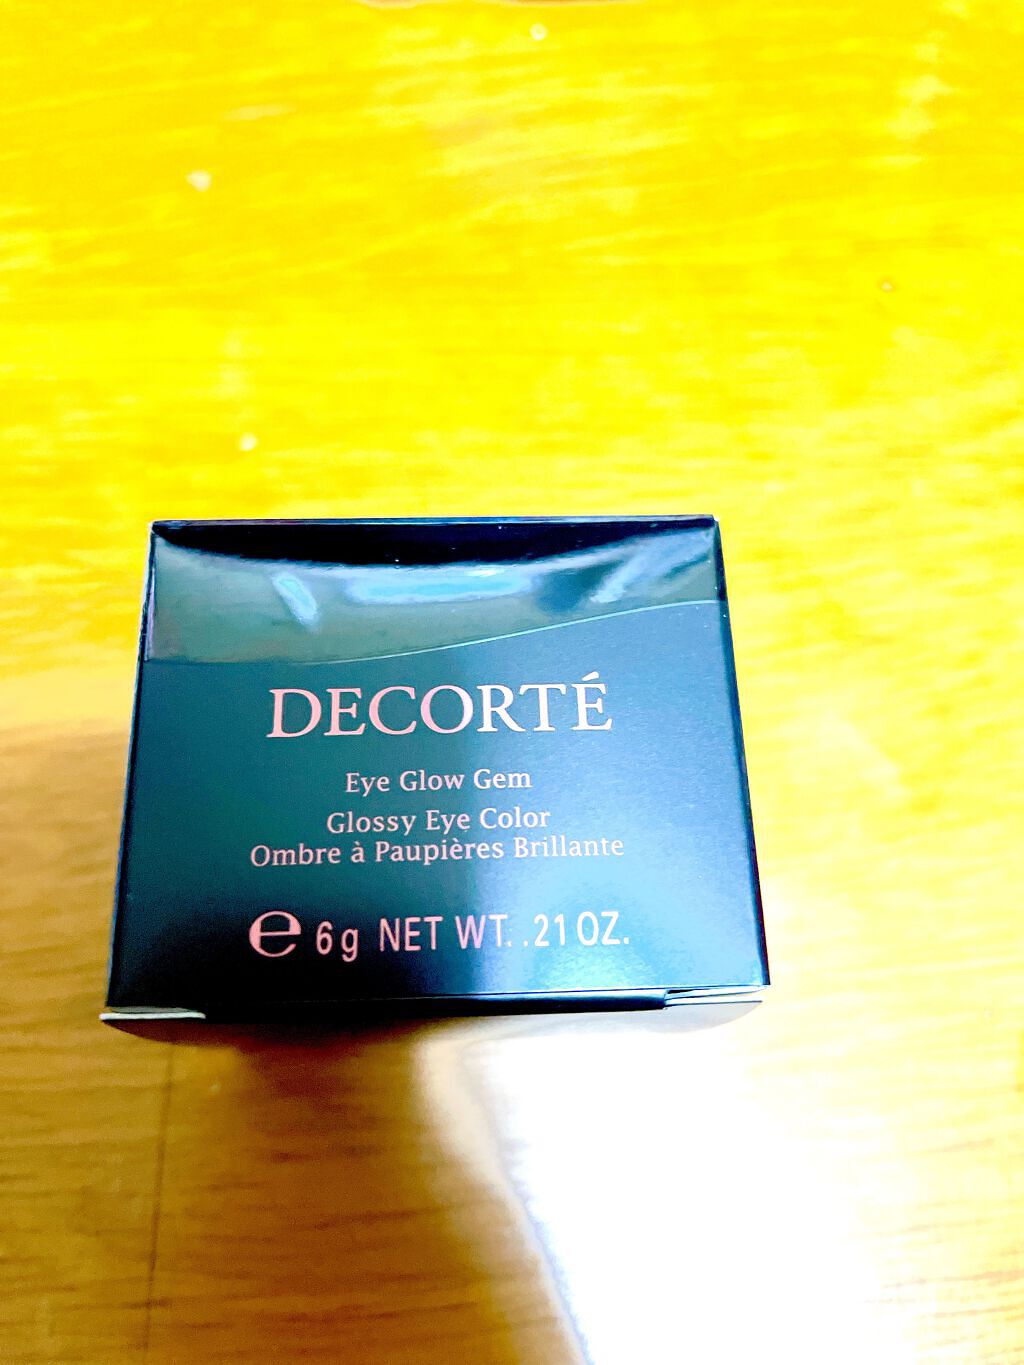 DECORTÉ
Eye Glow Gem
Glossy Eye Color
Ombre à Paupières Brillante
℮ 6g NET WT. .21 OZ.